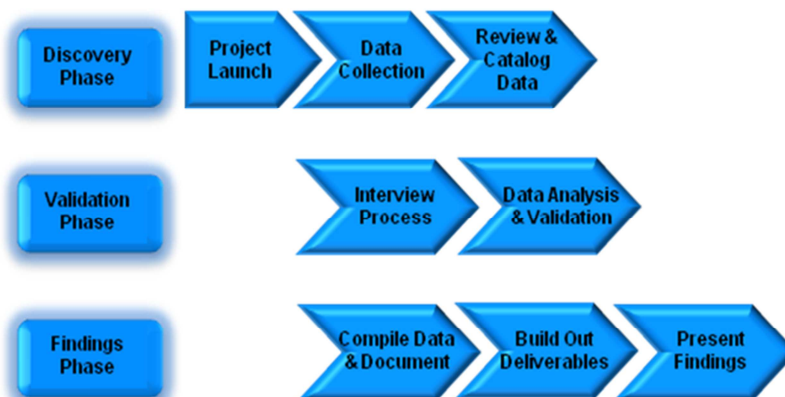 Discovery
Phase
Project
Launch
Data
Collection
Review &
Catalog
Data
Validation
Phase
Interview
Process
Data Analysis
& Validation
Findings
Phase
Compile Data
& Document
Build Out
Deliverables
Present
Findings